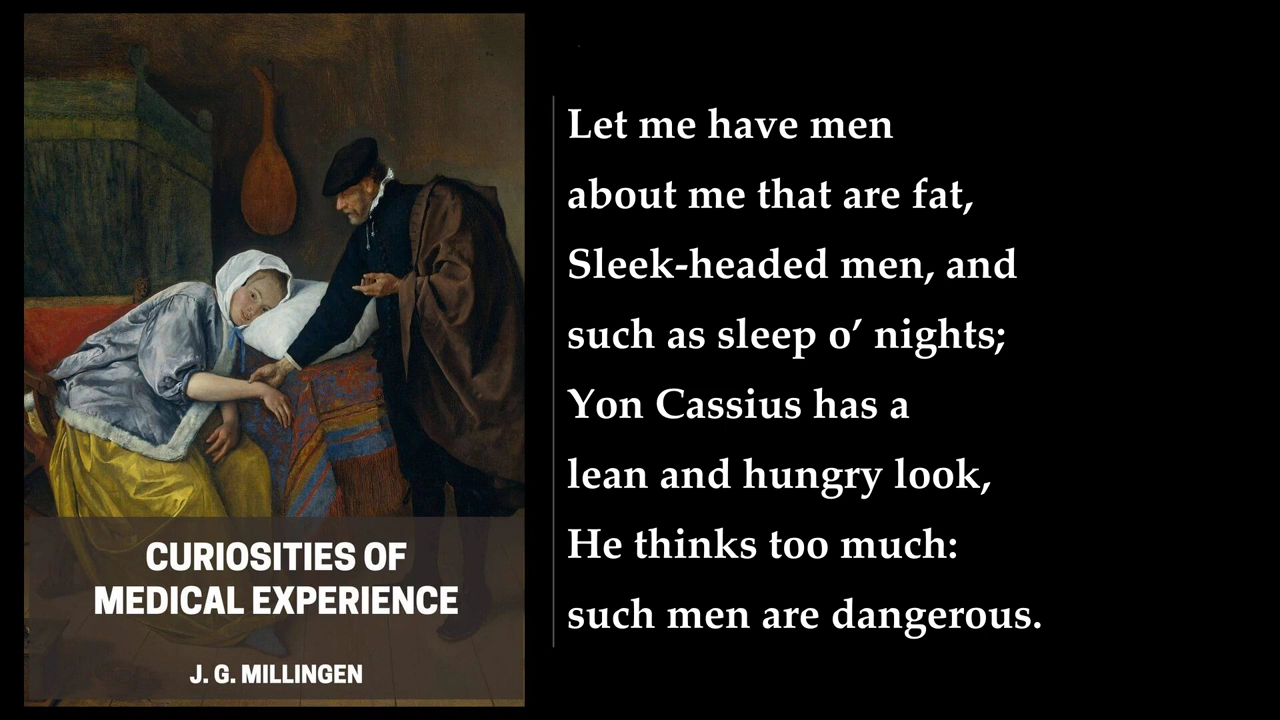 CURIOSITIES OF
MEDICAL EXPERIENCE
J. G. MILLINGEN
Let me have men
about me that are fat,
Sleek-headed men, and
such as sleep o’ nights;
Yon Cassius has a
lean and hungry look,
He thinks too much:
such men are dangerous.